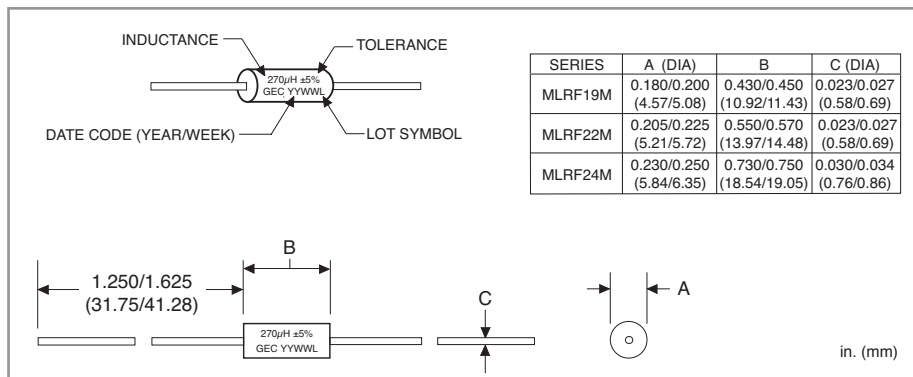 INDUCTANCE
TOLERANCE
270µH ±5%
GEC YYWWL
DATE CODE (YEAR/WEEK)
LOT SYMBOL
SERIES A (DIA) B C (DIA)
MLRF19M 0.180/0.200 (4.57/5.08) 0.430/0.450 (10.92/11.43) 0.023/0.027 (0.58/0.69)
MLRF22M 0.205/0.225 (5.21/5.72) 0.550/0.570 (13.97/14.48) 0.023/0.027 (0.58/0.69)
MLRF24M 0.230/0.250 (5.84/6.35) 0.730/0.750 (18.54/19.05) 0.030/0.034 (0.76/0.86)
B
1.250/1.625
(31.75/41.28)
C
A
270µH ±5%
GEC YYWWL
in. (mm)